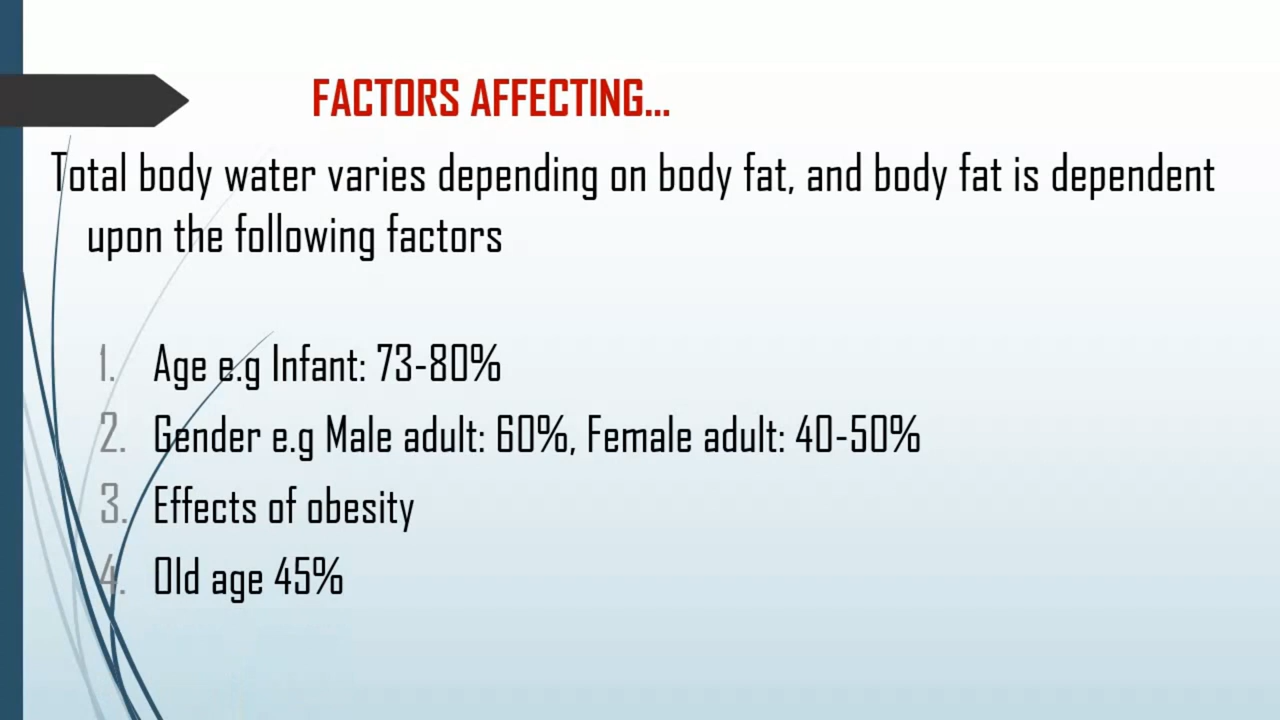 FACTORS AFFECTING...
Total body water varies depending on body fat, and body fat is dependent
upon the following factors
1. Age e.g Infant: 73-80%
2. Gender e.g Male adult: 60%, Female adult: 40-50%
3. Effects of obesity
4. Old age 45%